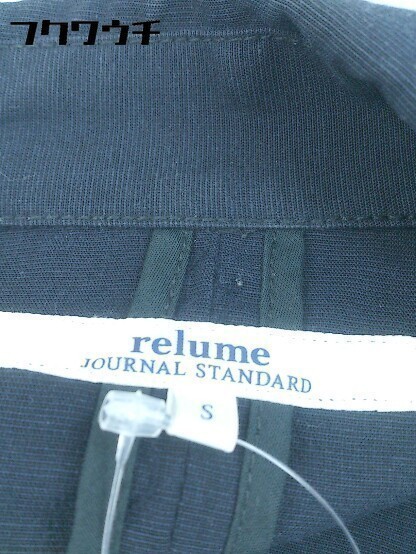 フクワウチ
relume
JOURNAL STANDARD
S